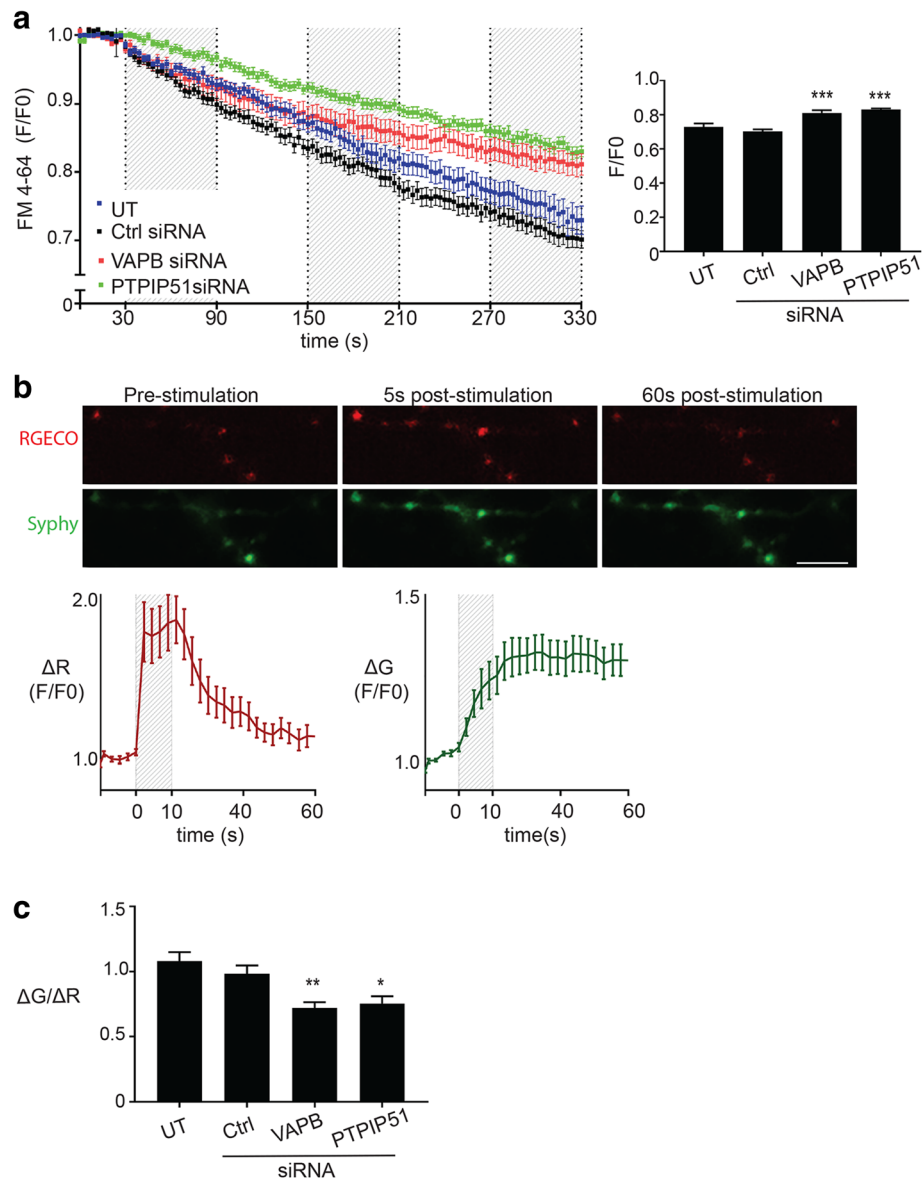 a
1.0
0.9
0.8
0.7
0
FM 4-64 (F/F0)
UT
Ctrl siRNA
VAPB siRNA
PTPIP51siRNA
30 90 150 210 270 330
time (s)
1.0
0.8
0.6
0.4
0.2
0
F/F0
*** ***
UT Ctrl VAPB PTPIP51
siRNA
b
Pre-stimulation 5s post-stimulation 60s post-stimulation
RGECO
Syphy
2.0
ΔR
(F/F0)
1.0
0 10 40 60
time (s)
1.5
ΔG
(F/F0)
1.0
0 10 40 60
time(s)
c
1.5
1.0
0.5
0
ΔG/ΔR
** *
UT Ctrl VAPB PTPIP51
siRNA